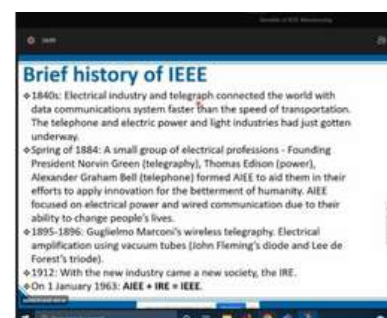 Benefits of IEEE Membership
Brief history of IEEE
❖1840s: Electrical industry and telegraph connected the world with
data communications system faster than the speed of transportation.
The telephone and electric power and light industries had just gotten
underway.
❖Spring of 1884: A small group of electrical professions - Founding
President Norvin Green (telegraphy), Thomas Edison (power),
Alexander Graham Bell (telephone) formed AIEE to aid them in their
efforts to apply innovation for the betterment of humanity. AIEE
focused on electrical power and wired communication due to their
ability to change people's lives.
❖1895-1896: Guglielmo Marconi's wireless telegraphy. Electrical
amplification using vacuum tubes (John Fleming's diode and Lee de
Forest's triode).
❖1912: With the new industry came a new society, the IRE.
❖On 1 January 1963: AIEE + IRE = IEEE.